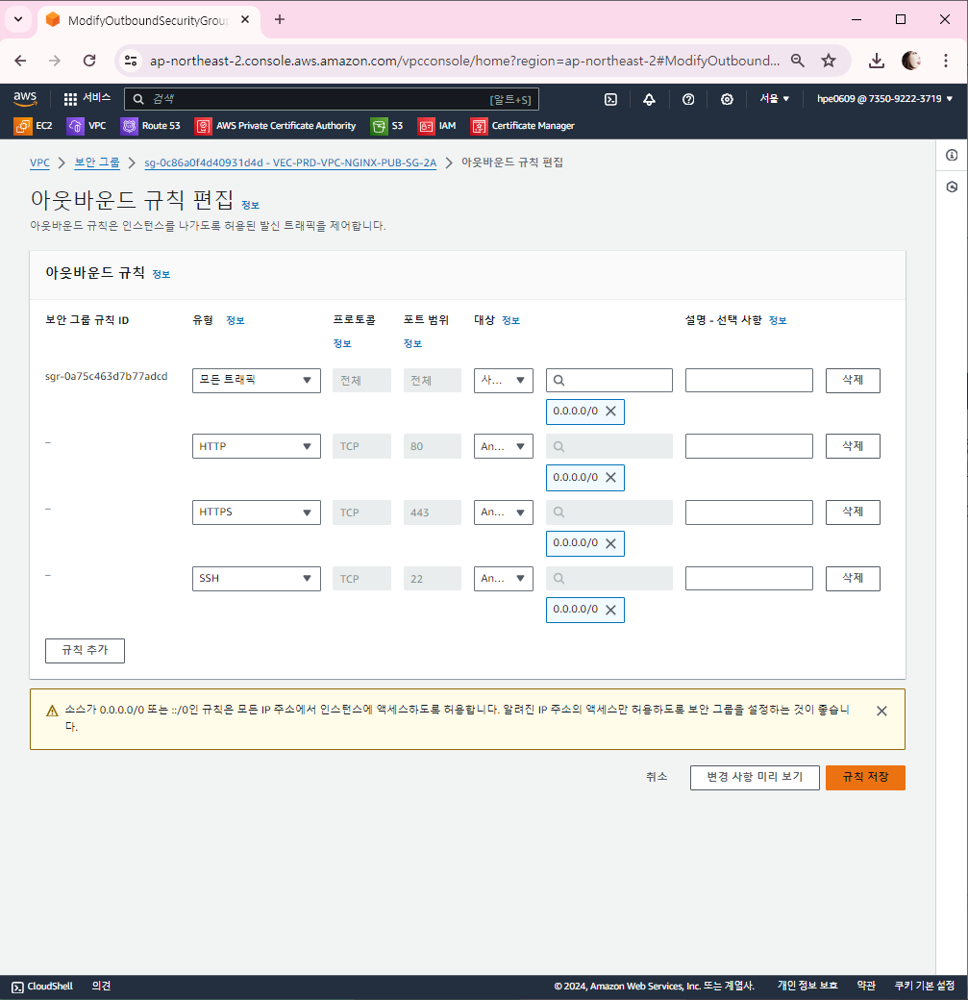 ModifyOutboundSecurityGroup
ap-northeast-2.console.aws.amazon.com/vpcconsole/home?region=ap-northeast-2#ModifyOutbound...
aws 서비스 검색 [알트+S] 서울 hpe0609 @ 7350-9222-3719
EC2 VPC Route 53 AWS Private Certificate Authority S3 IAM Certificate Manager
VPC 보안 그룹 sg-0c86a0f4d40931d4d - VEC-PRD-VPC-NGINX-PUB-SG-2A 아웃바운드 규칙 편집
아웃바운드 규칙 편집 정보
아웃바운드 규칙은 인스턴스를 나가도록 허용된 발신 트래픽을 제어합니다.
아웃바운드 규칙 정보
보안 그룹 규칙 ID 유형 정보 프로토콜 포트 범위 대상 정보 설명 - 선택 사항 정보
정보 정보
sgr-0a75c463d7b77adcd 모든 트래픽 전체 전체 사... 삭제
0.0.0.0/0
– HTTP TCP 80 An... 삭제
0.0.0.0/0
– HTTPS TCP 443 An... 삭제
0.0.0.0/0
– SSH TCP 22 An... 삭제
0.0.0.0/0
규칙 추가
소스가 0.0.0.0/0 또는 ::/0인 규칙은 모든 IP 주소에서 인스턴스에 액세스하도록 허용합니다. 알려진 IP 주소의 액세스만 허용하도록 보안 그룹을 설정하는 것이 좋습니
다.
취소 변경 사항 미리 보기 규칙 저장
CloudShell 의견 © 2024, Amazon Web Services, Inc. 또는 계열사. 개인 정보 보호 약관 쿠키 기본 설정